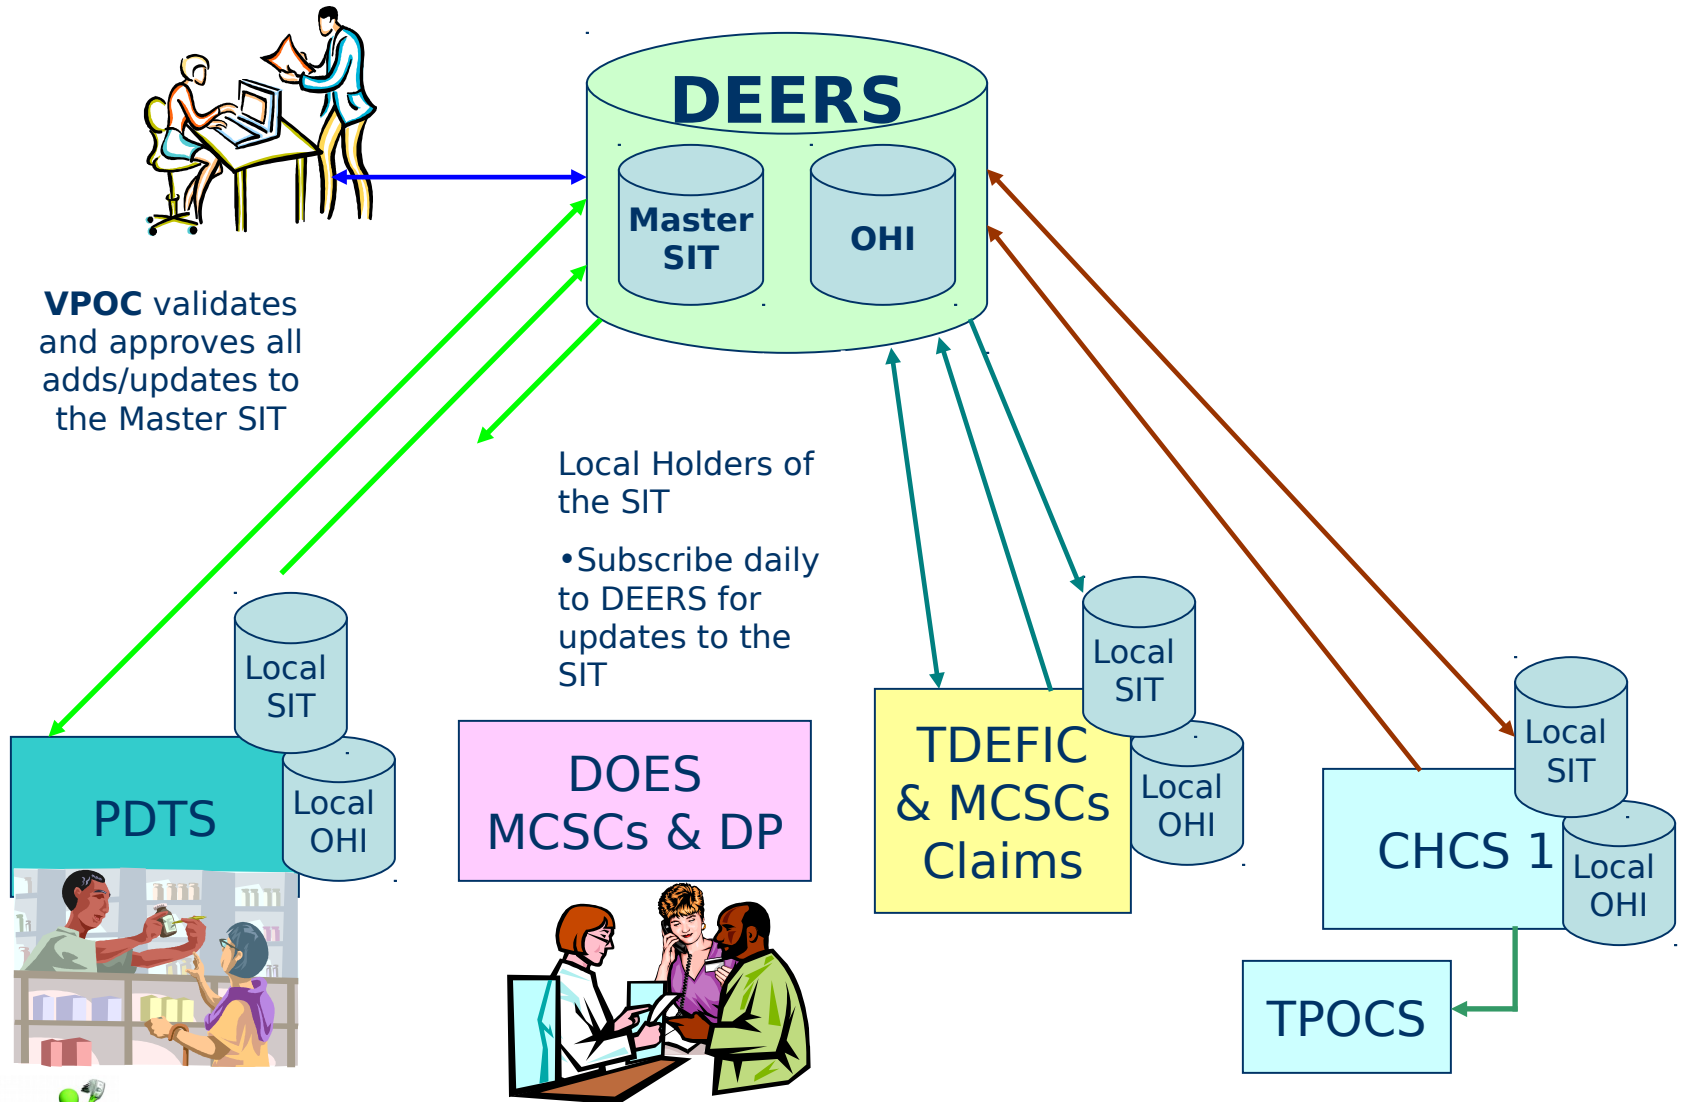 DEERS
Master
SIT
OHI
VPOC validates
and approves all
adds/updates to
the Master SIT
Local Holders of
the SIT
•Subscribe daily
to DEERS for
updates to the
SIT
Local
SIT
Local
OHI
PDTS
DOES
MCSCs & DP
Local
SIT
Local
OHI
TDEFIC
& MCSCs
Claims
Local
SIT
Local
OHI
CHCS 1
TPOCS